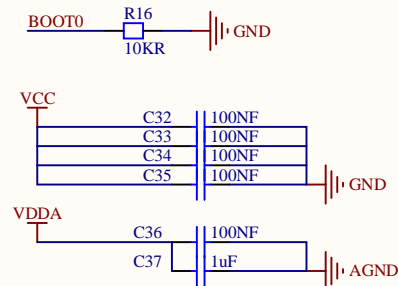 R16
BOOT0
GND
10KR
VCC
C32 100NF
C33 100NF
C34 100NF
C35 100NF
GND
VDDA
C36 100NF
C37 1uF
AGND